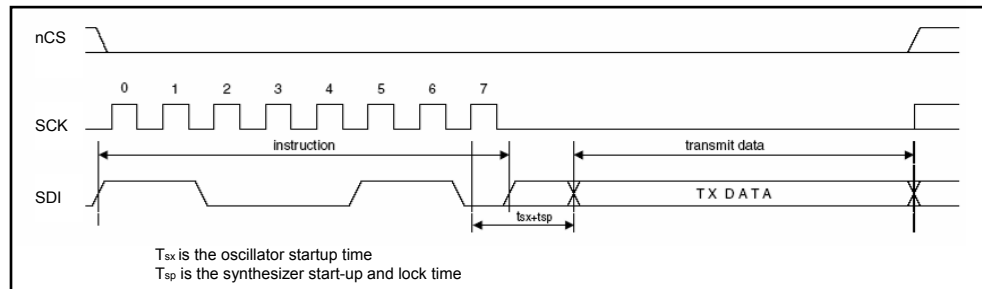 nCS
0 1 2 3 4 5 6 7
SCK
instruction
transmit data
SDI
TX DATA
tsx+tsp
Tsx is the oscillator startup time
Tsp is the synthesizer start-up and lock time